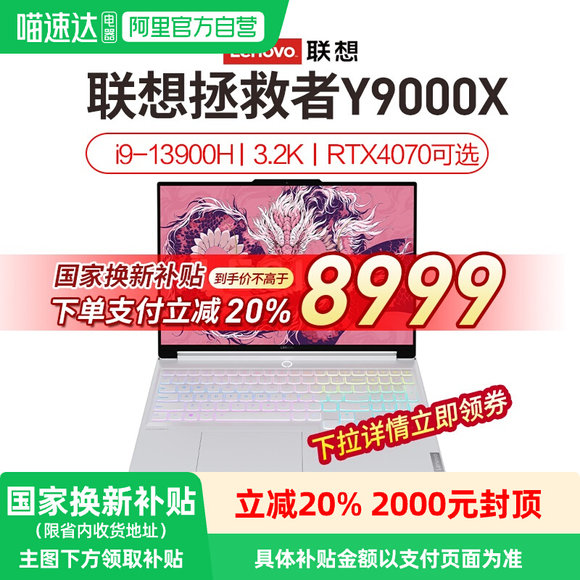 喵速达电器 阿里官方自营
Lenovo 联想
联想拯救者Y9000X
i9-13900H | 3.2K | RTX4070可选
国家换新补贴 到手价不高于
下单支付立减20%
8999
下拉详情立即领券
国家换新补贴
(限省内收货地址)
主图下方领取补贴
立减20% 2000元封顶
具体补贴金额以支付页面为准